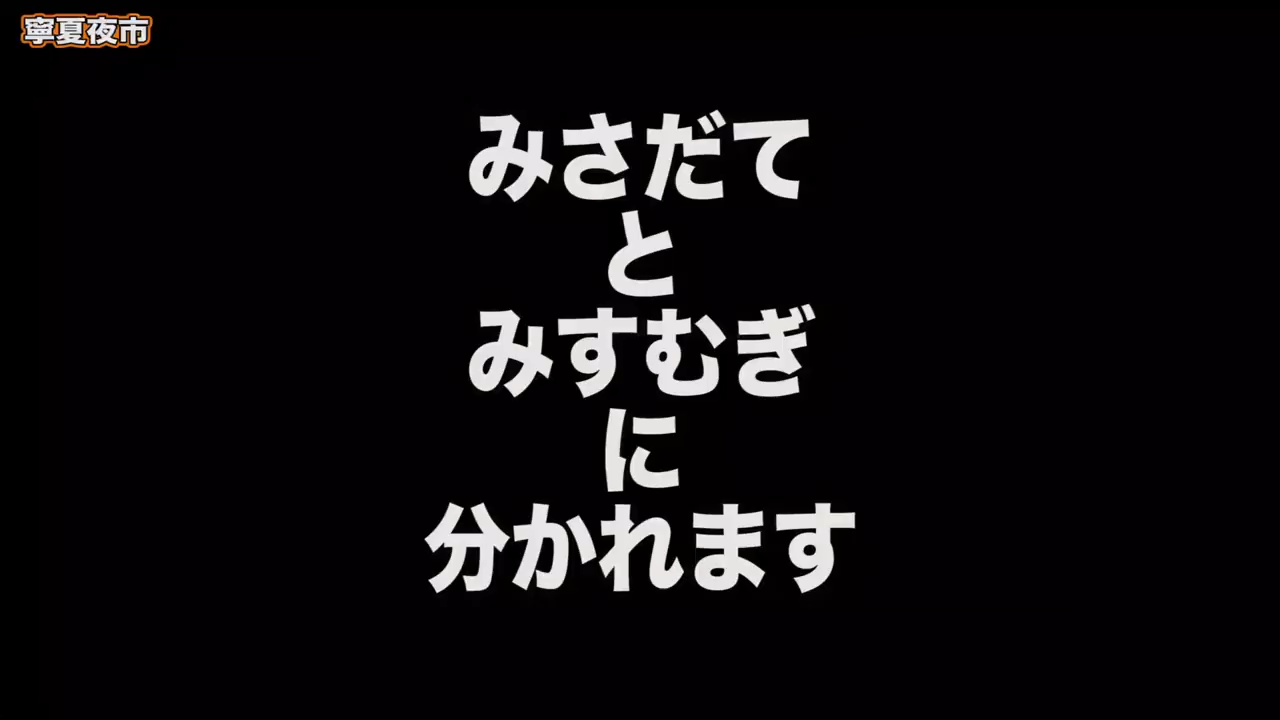 寧夏夜市
みさだて
と
みすむぎ
に
分かれます